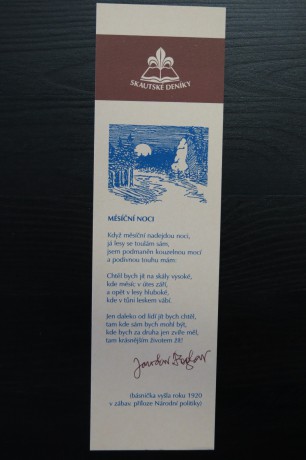 SKAUTSKÉ DENÍKY
MĚSÍČNÍ NOCI
Když měsíční nadejdou noci,
já lesy se toulám sám,
jsem podmaněn kouzelnou mocí
a podivnou touhu mám:
Chtěl bych jít na skály vysoké,
kde měsíc v útes září,
a opět v lesy hluboké,
kde v tůni leskem vábí.
Jen daleko od lidí jít bych chtěl,
tam kde sám bych mohl být,
kde bych za druha jen zvíře měl,
tam krásnějším životem žít!
Jaroslav Foglar
(básnička vyšla roku 1920
v zábav. příloze Národní politiky)